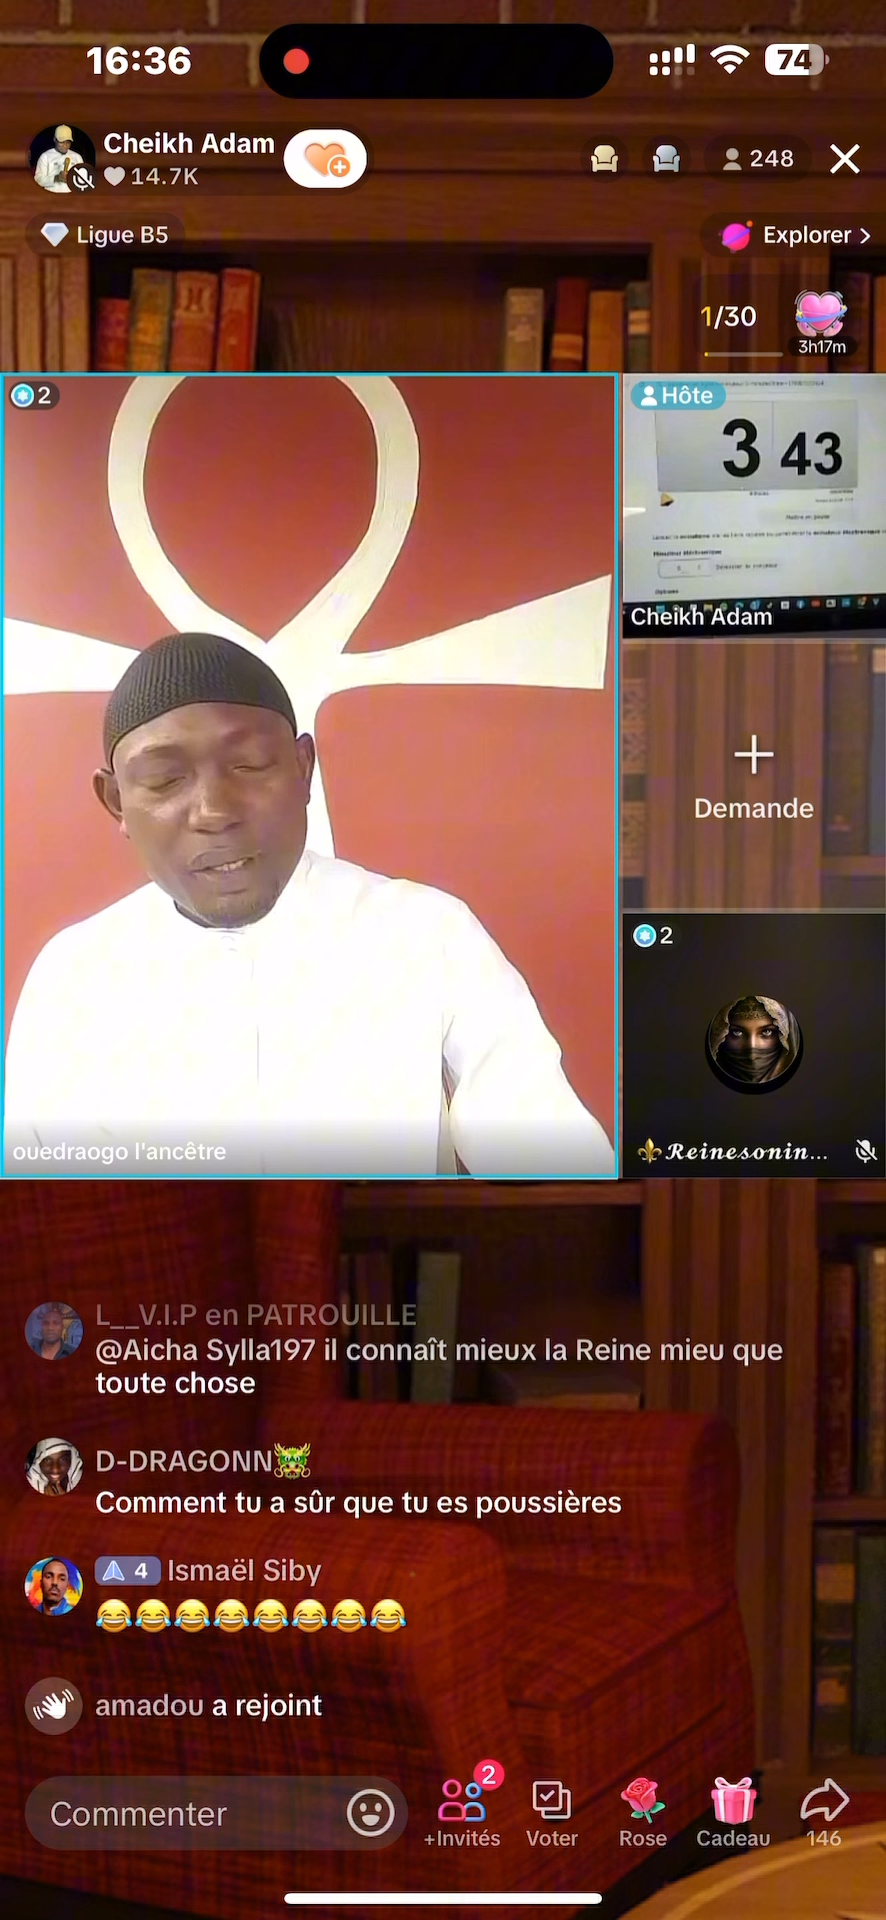 16:36
74
Cheikh Adam
14.7K
248
Ligue B5
Explorer >
1/30
3h17m
2
Hôte
3 43
Cheikh Adam
Demande
2
ouedraogo l'ancêtre
⚜️𝓡𝓮𝓲𝓷𝓮𝓼𝓸𝓷𝓲𝓷...
L__V.I.P en PATROUILLE
@Aicha Sylla197 il connaît mieux la Reine mieu que
toute chose
D-DRAGONN🐲
Comment tu a sûr que tu es poussières
4 Ismaël Siby
😂😂😂😂😂😂😂😂
amadou a rejoint
Commenter
2
+Invités
Voter
Rose
Cadeau
146